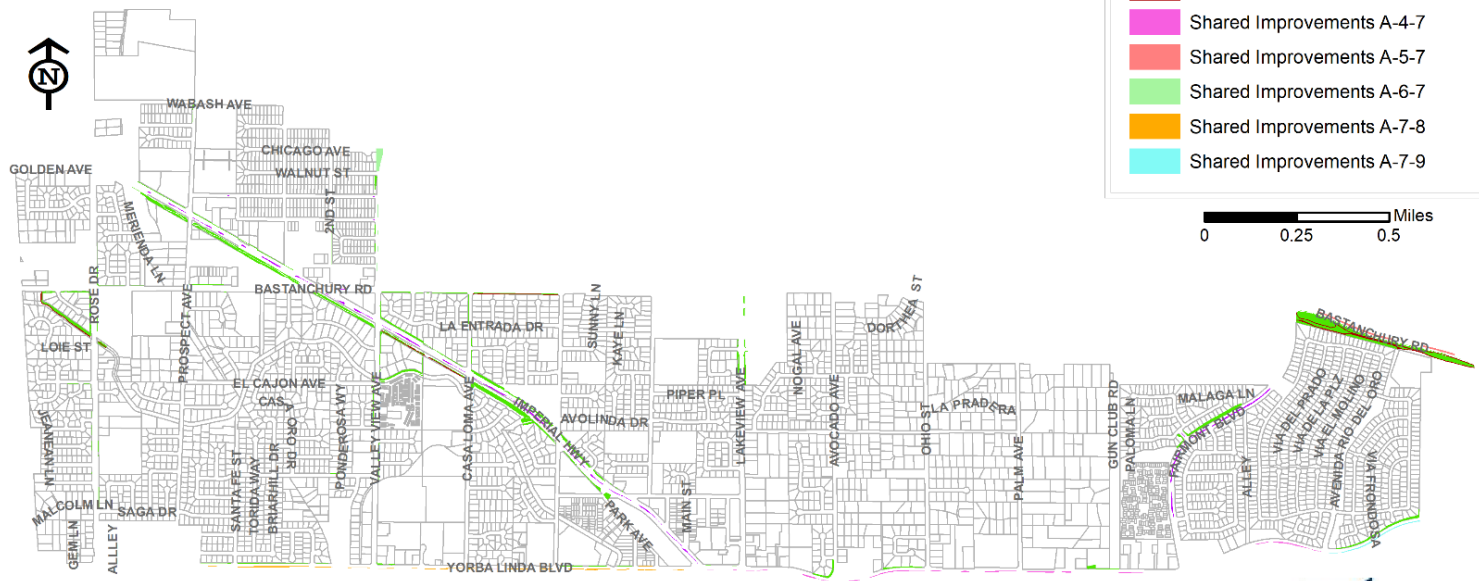 Shared Improvements A-4-7
Shared Improvements A-5-7
Shared Improvements A-6-7
Shared Improvements A-7-8
Shared Improvements A-7-9
Miles
0 0.25 0.5
N
WABASH AVE
CHICAGO AVE
WALNUT ST
GOLDEN AVE
2ND ST
MERIENDA LN
ROSE DR
BASTANCHURY RD
PROSPECT AVE
LOIE ST
LA ENTRADA DR
SUNNY LN
KAYE LN
DORTHEA ST
NOGAL AVE
BASTANCHURY RD
EL CAJON AVE
CASA ORO DR
PONDEROSA WY
VALLEY VIEW AVE
CASA LOMA AVE
IMPERIAL HWY
AVOLINDA DR
PIPER PL
LAKEVIEW AVE
AVOCADO AVE
OHIO ST
LA PRADERA
PALM AVE
GUN CLUB RD
PALOMA LN
MALAGA LN
FAIRMONT BLVD
VIA EL PRADO
VIA DE LA PLZ
VIA EL MOLINO
AVENIDA RIO DEL ORO
VIA FRONDOSA
ALLEY
JEANEAN LN
SANTA FE ST
TORIDA WAY
BRIARHILL DR
MALCOLM LN
SAGA DR
GEM LN
ALLLEY
PARK AVE
MAIN ST
YORBA LINDA BLVD